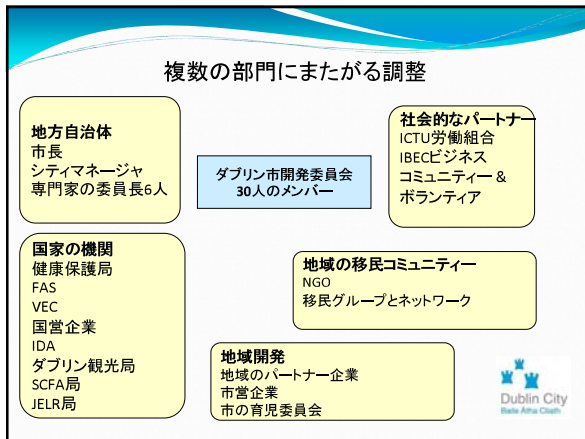 複数の部門にまたがる調整
地方自治体
市長
シティマネージャ
専門家の委員長6人
ダブリン市開発委員会
30人のメンバー
社会的なパートナー
ICTU労働組合
IBECビジネス
コミュニティー＆
ボランティア
国家の機関
健康保護局
FAS
VEC
国営企業
IDA
ダブリン観光局
SCFA局
JELR局
地域の移民コミュニティー
NGO
移民グループとネットワーク
地域開発
地域のパートナー企業
市営企業
市の育児委員会
Dublin City
Baile Átha Cliath